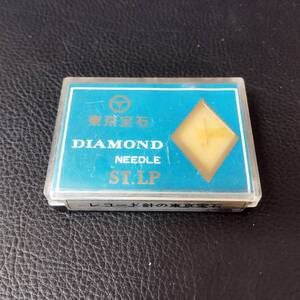 東京宝石
DIAMOND
NEEDLE
ST.LP